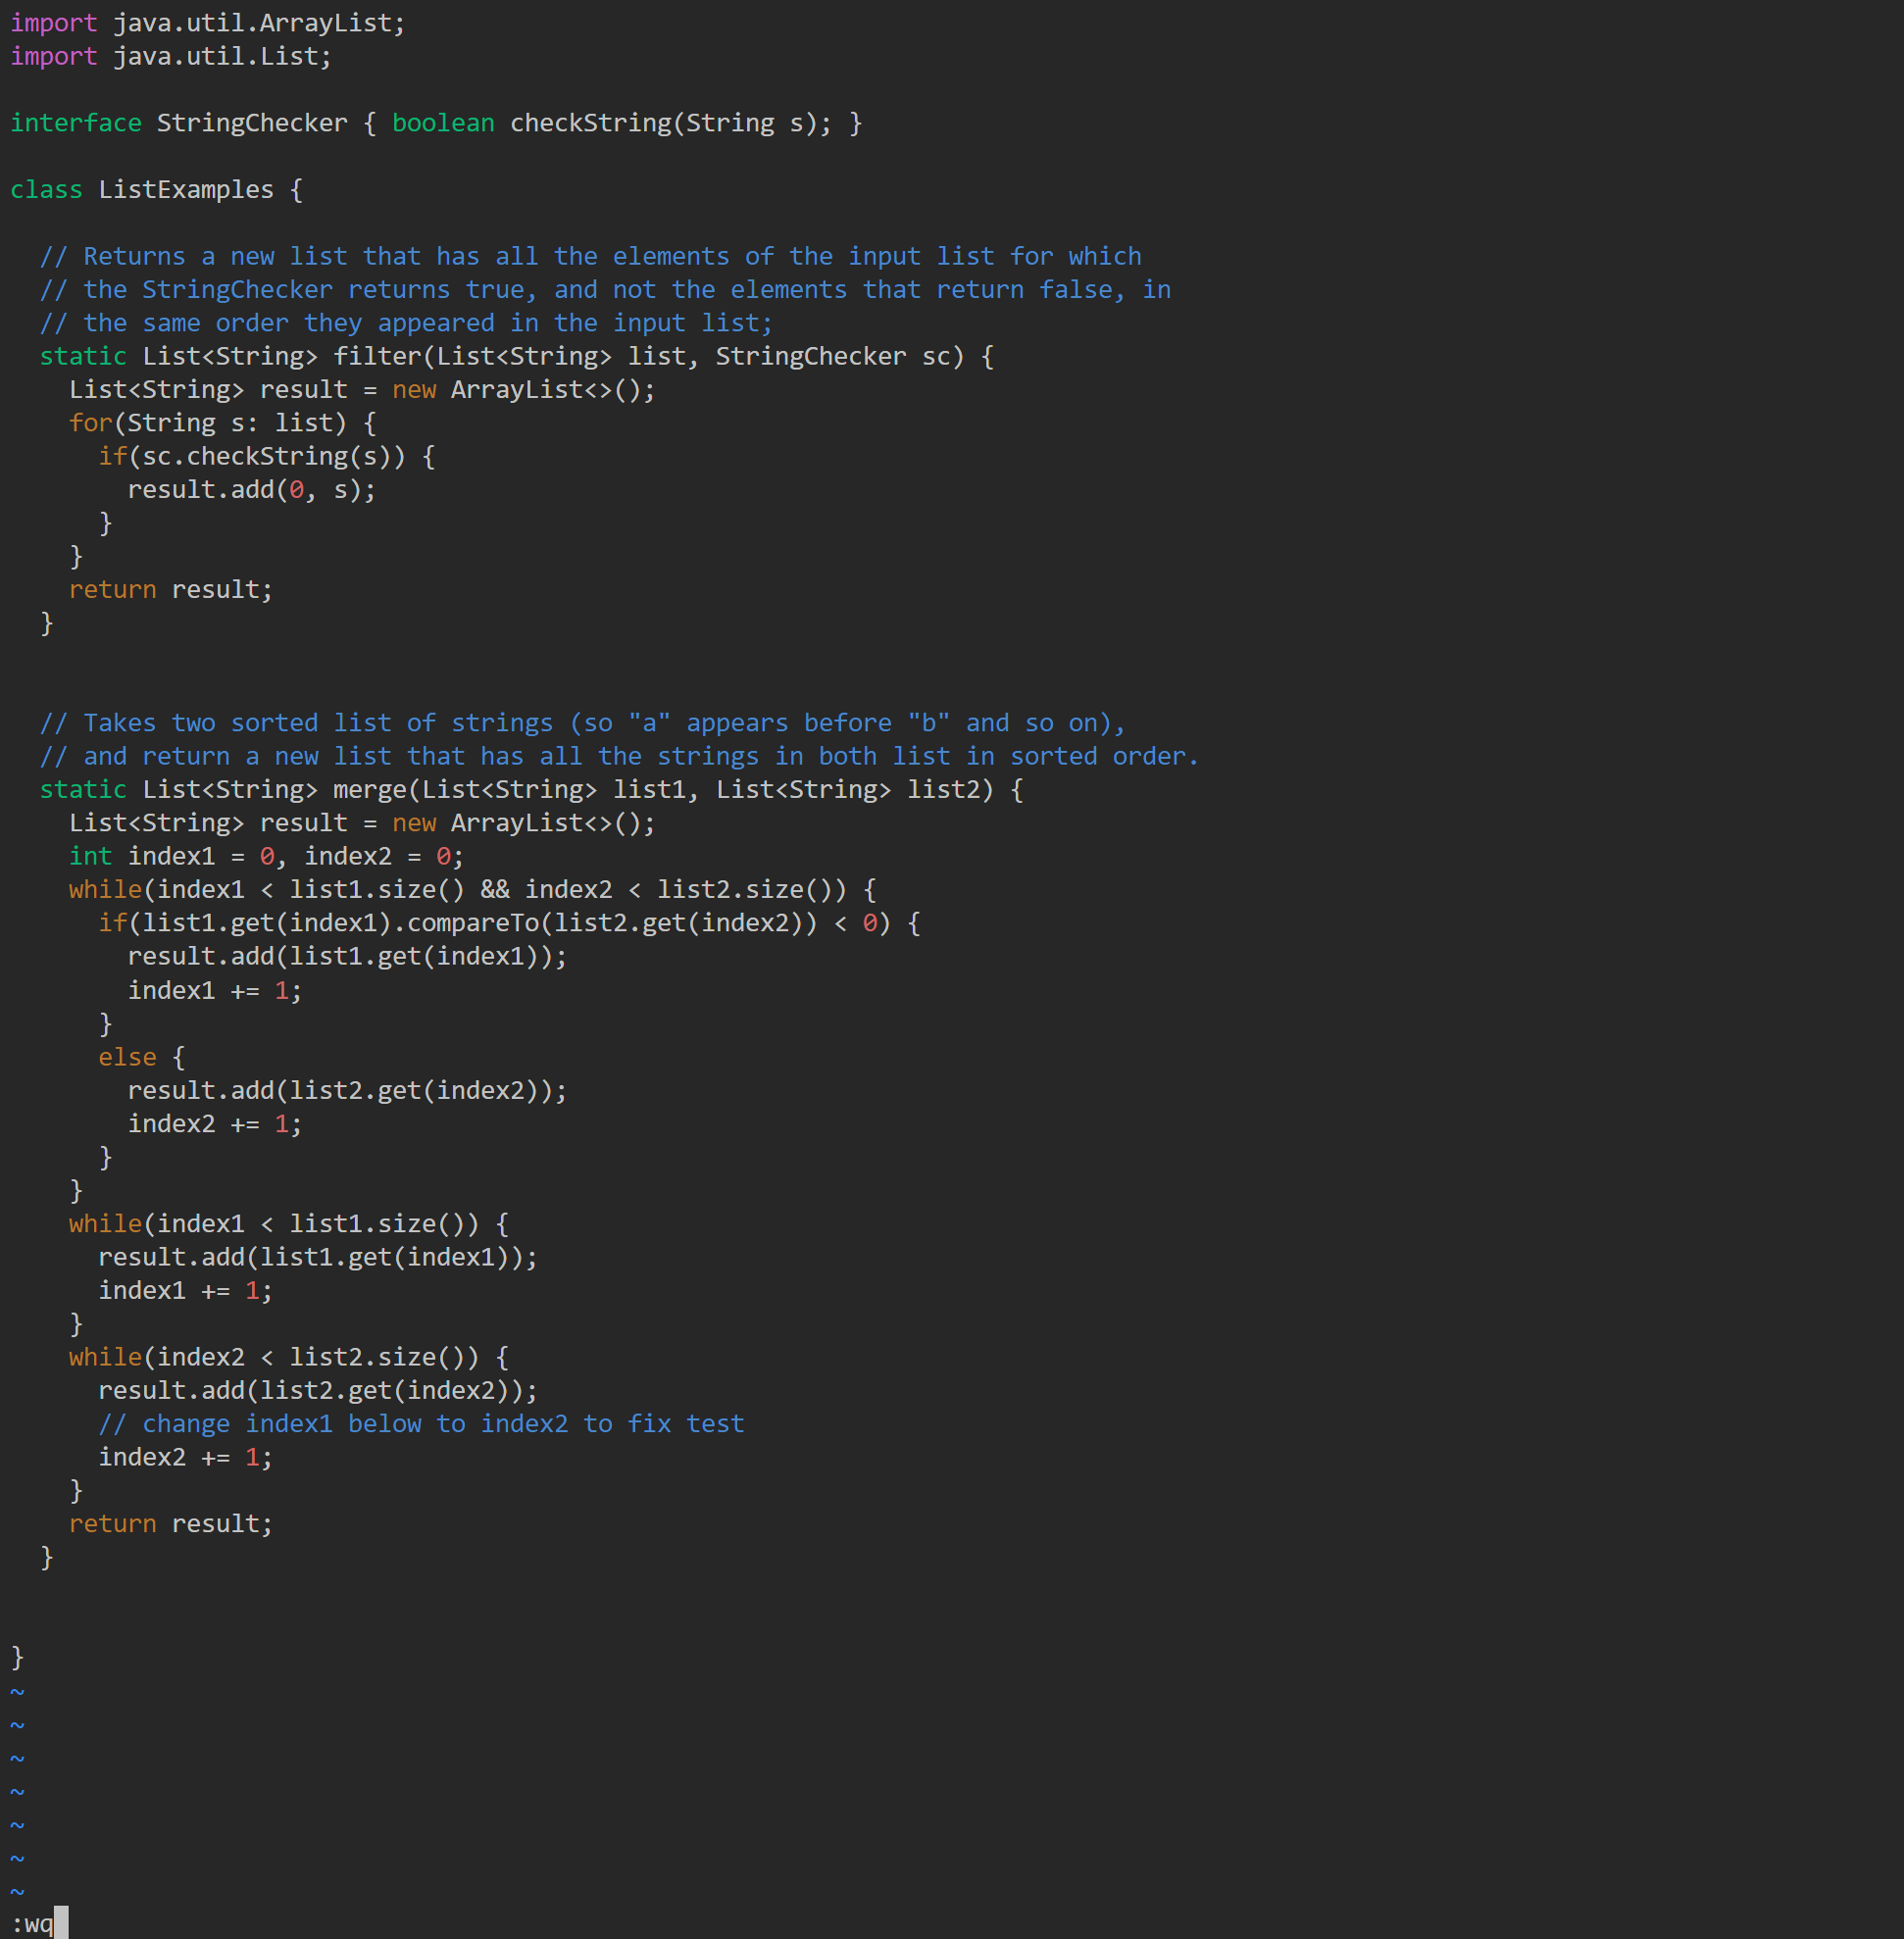 import java.util.ArrayList;
import java.util.List;

interface StringChecker { boolean checkString(String s); }

class ListExamples {

  // Returns a new list that has all the elements of the input list for which
  // the StringChecker returns true, and not the elements that return false, in
  // the same order they appeared in the input list;
  static List<String> filter(List<String> list, StringChecker sc) {
    List<String> result = new ArrayList<>();
    for(String s: list) {
      if(sc.checkString(s)) {
        result.add(0, s);
      }
    }
    return result;
  }


  // Takes two sorted list of strings (so "a" appears before "b" and so on),
  // and return a new list that has all the strings in both list in sorted order.
  static List<String> merge(List<String> list1, List<String> list2) {
    List<String> result = new ArrayList<>();
    int index1 = 0, index2 = 0;
    while(index1 < list1.size() && index2 < list2.size()) {
      if(list1.get(index1).compareTo(list2.get(index2)) < 0) {
        result.add(list1.get(index1));
        index1 += 1;
      }
      else {
        result.add(list2.get(index2));
        index2 += 1;
      }
    }
    while(index1 < list1.size()) {
      result.add(list1.get(index1));
      index1 += 1;
    }
    while(index2 < list2.size()) {
      result.add(list2.get(index2));
      // change index1 below to index2 to fix test
      index2 += 1;
    }
    return result;
  }


}
~
~
~
~
~
~
~
:wq